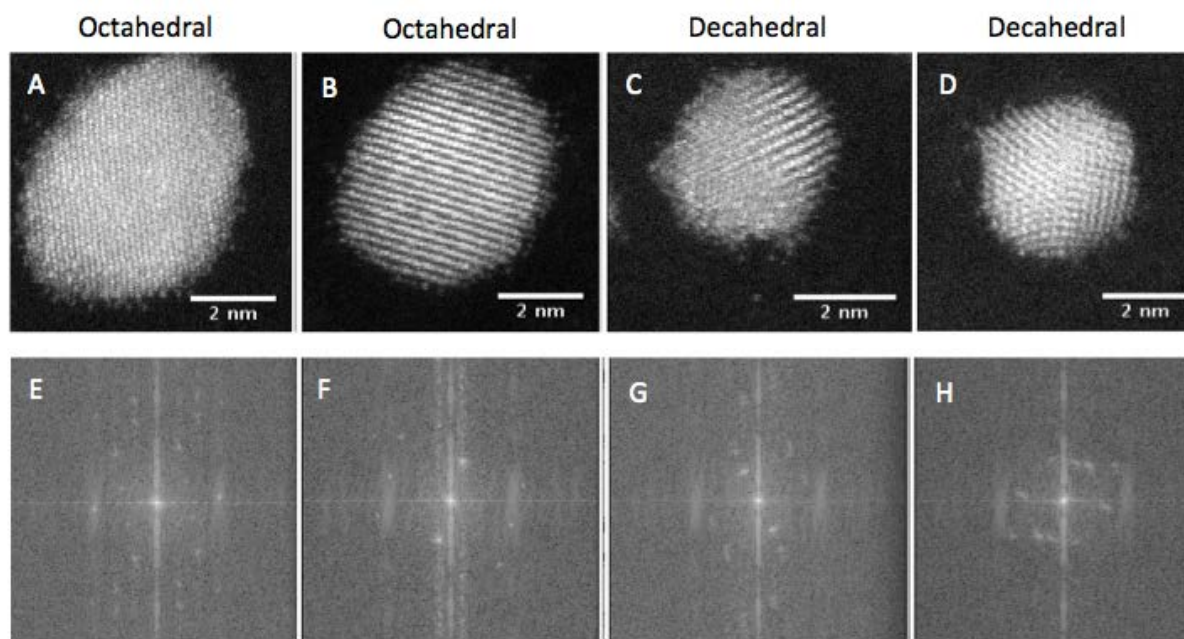 Octahedral Octahedral Decahedral Decahedral
A B C D
2 nm 2 nm 2 nm 2 nm
E F G H